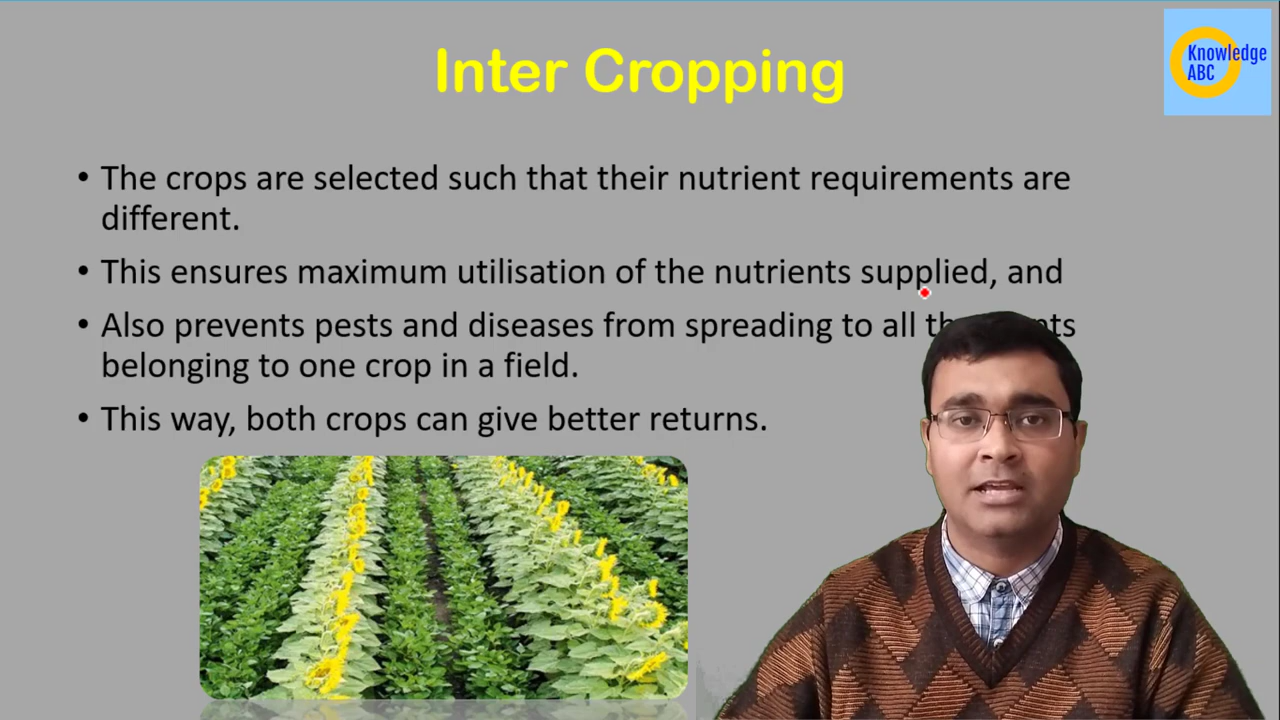 Inter Cropping
Knowledge
ABC
• The crops are selected such that their nutrient requirements are
different.
• This ensures maximum utilisation of the nutrients supplied, and
• Also prevents pests and diseases from spreading to all
belonging to one crop in a field.
• This way, both crops can give better returns.